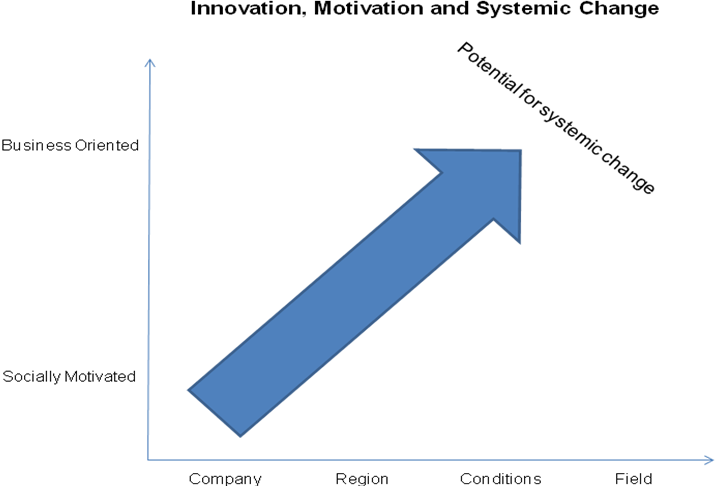 Innovation, Motivation and Systemic Change
Potential for systemic change
Business Oriented
Socially Motivated
Company Region Conditions Field